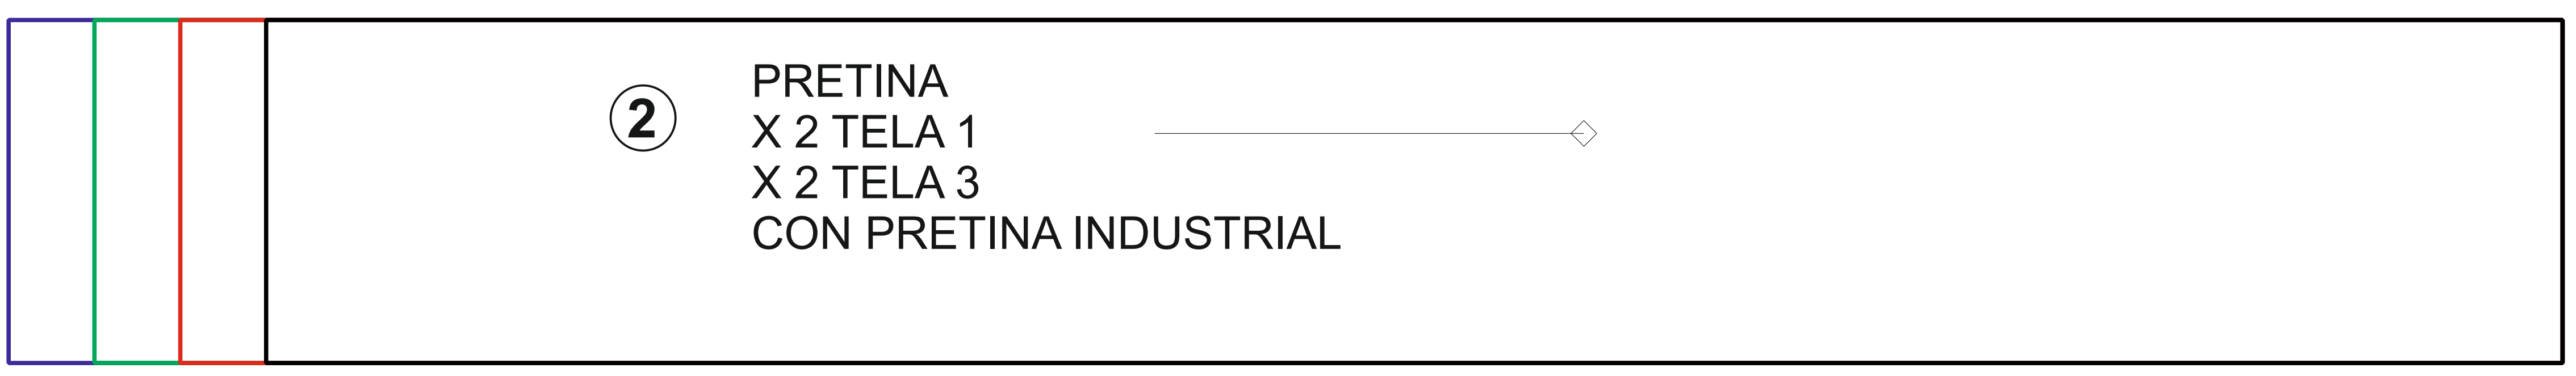 2
PRETINA
X 2 TELA 1
X 2 TELA 3
CON PRETINA INDUSTRIAL